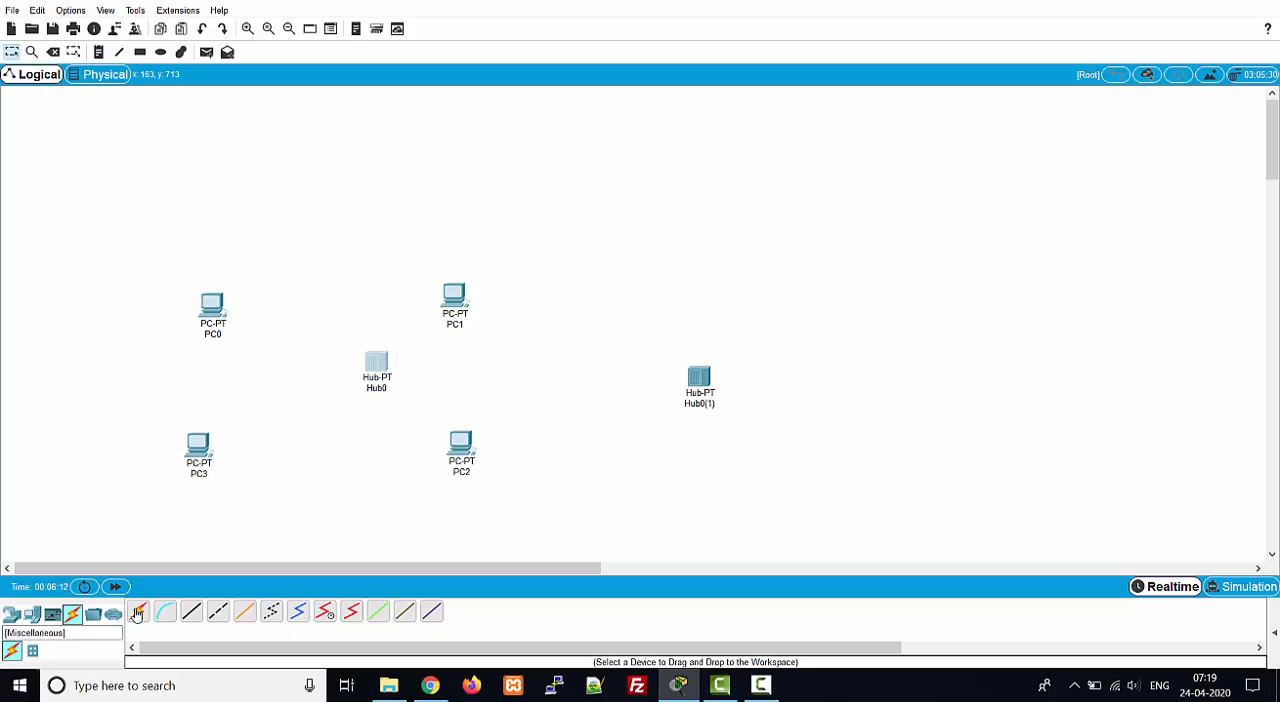 File Edit Options View Tools Extensions Help
?
Logical Physical x: 163, y: 713 [Root] 03:05:30
PC-PT
PC0
PC-PT
PC1
Hub-PT
Hub0
Hub-PT
Hub0(1)
PC-PT
PC3
PC-PT
PC2
Time: 00:06:12 Realtime Simulation
[Miscellaneous]
(Select a Device to Drag and Drop to the Workspace)
Type here to search ENG 07:19
24-04-2020